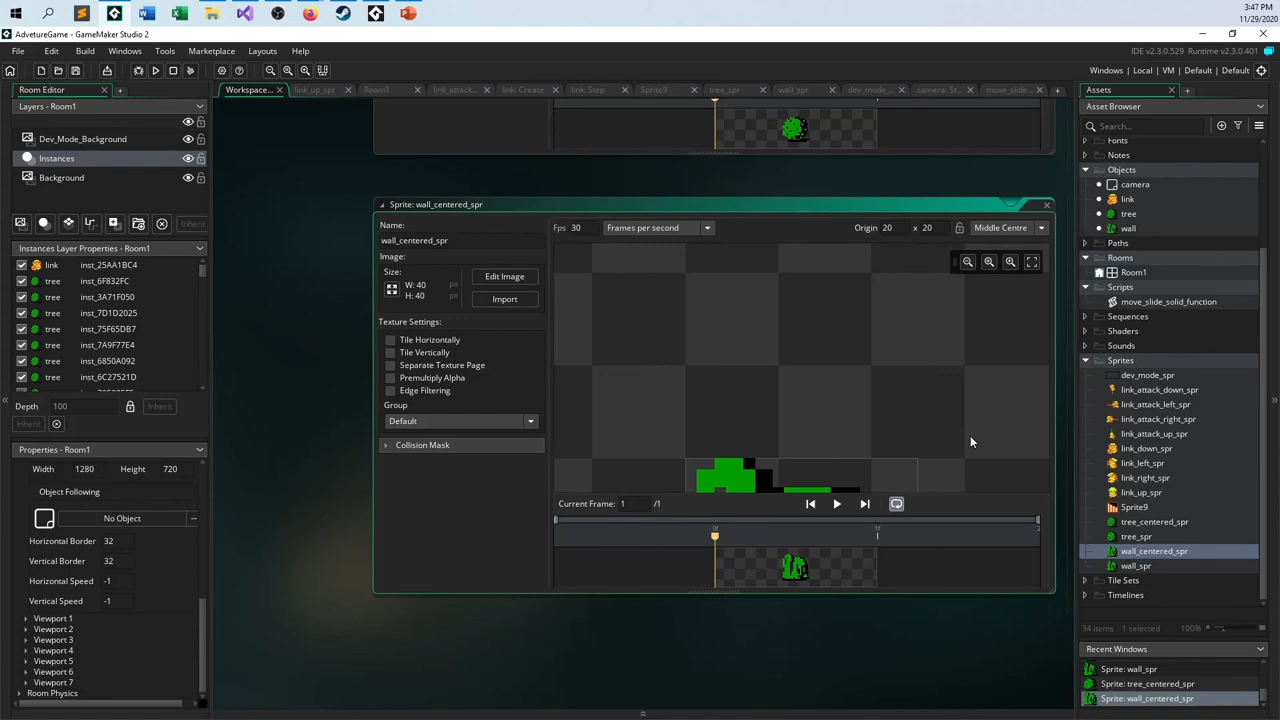 3:47 PM
11/29/2020
AdvetureGame - GameMaker Studio 2
File Edit Build Windows Tools Marketplace Layouts Help
IDE v2.3.0.529 Runtime v2.3.0.401
Windows | Local | VM | Default | Default
Room Editor
Layers - Room1
Dev_Mode_Background
Instances
Background
Inherit
Instances Layer Properties - Room1
link inst_25AA1BC4
tree inst_6F832FC
tree inst_3A71F050
tree inst_7D1D2025
tree inst_75F65DB7
tree inst_7A9F77E4
tree inst_6850A092
tree inst_6C27521D
Depth 100 Inherit
Inherit
Properties - Room1
Width 1280 Height 720
Object Following
No Object
Horizontal Border 32
Vertical Border 32
Horizontal Speed -1
Vertical Speed -1
Viewport 1
Viewport 2
Viewport 3
Viewport 4
Viewport 5
Viewport 6
Viewport 7
Room Physics
Workspace... link_up_spr Room1 link_attack... link: Create link: Step Sprite9 tree_spr wall_spr dev_mode_... camera: St... move_slide...
Sprite: wall_centered_spr
Name:
wall_centered_spr
Image:
Size:
W: 40 px
H: 40 px
Edit Image
Import
Texture Settings:
Tile Horizontally
Tile Vertically
Separate Texture Page
Premultiply Alpha
Edge Filtering
Group
Default
Collision Mask
Fps 30 Frames per second Origin 20 x 20 Middle Centre
Current Frame: 1 /1
0f 1f
Assets
Asset Browser
Search...
Fonts
Notes
Objects
camera
link
tree
wall
Paths
Rooms
Room1
Scripts
move_slide_solid_function
Sequences
Shaders
Sounds
Sprites
dev_mode_spr
link_attack_down_spr
link_attack_left_spr
link_attack_right_spr
link_attack_up_spr
link_down_spr
link_left_spr
link_right_spr
link_up_spr
Sprite9
tree_centered_spr
tree_spr
wall_centered_spr
wall_spr
Tile Sets
Timelines
34 items 1 selected 100%
Recent Windows
Sprite: wall_spr
Sprite: tree_centered_spr
Sprite: wall_centered_spr